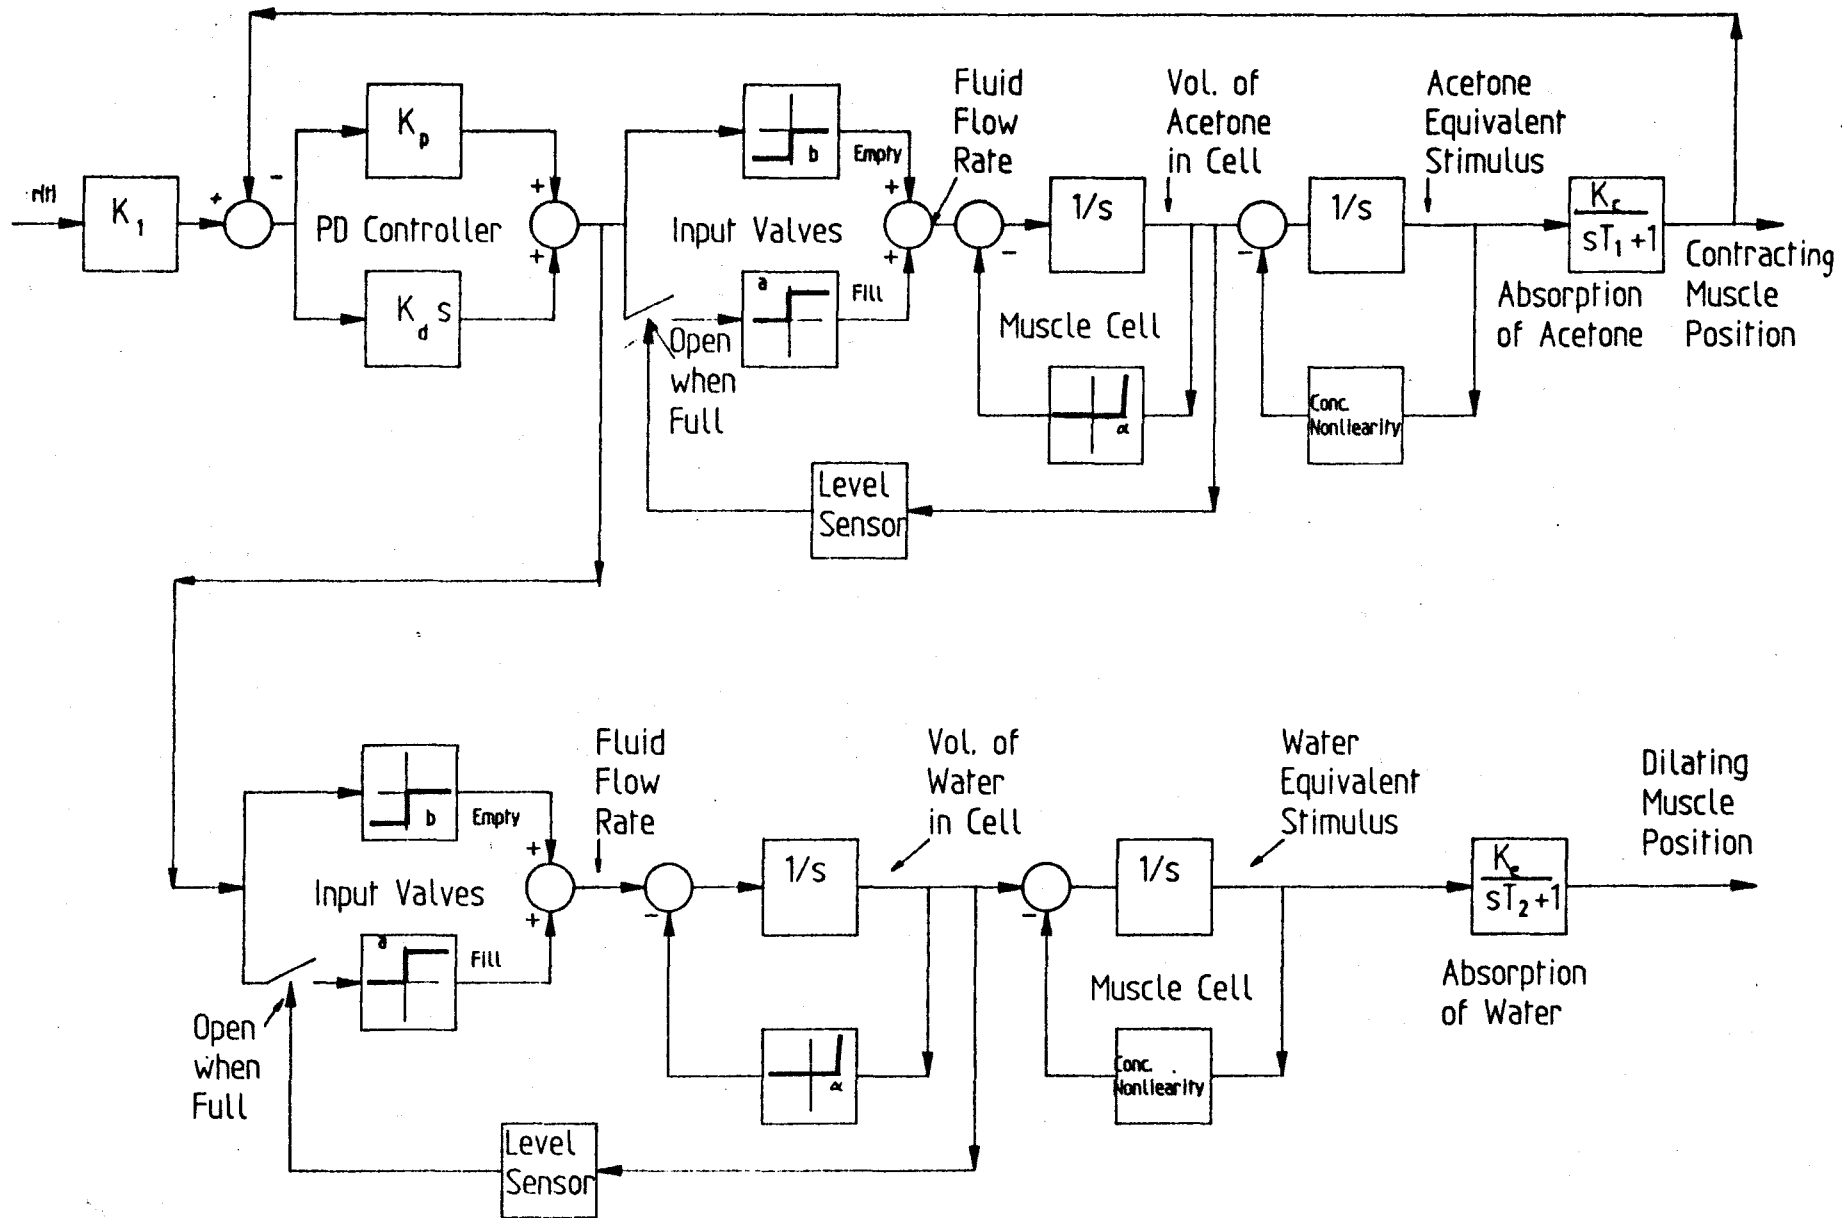 r(t)
K₁
+
-
Kp
PD Controller
Kd s
+
+
b
Empty
Input Valves
a
Fill
Open
when
Full
+
+
Fluid
Flow
Rate
-
1/s
Vol. of
Acetone
in Cell
Muscle Cell
α
Level
Sensor
-
1/s
Acetone
Equivalent
Stimulus
Conc.
Nonliearity
Absorption
of Acetone
Kc
sT₁+1
Contracting
Muscle
Position
b
Empty
Input Valves
a
Fill
Open
when
Full
+
+
Fluid
Flow
Rate
-
1/s
Vol. of
Water
in Cell
α
Level
Sensor
-
1/s
Water
Equivalent
Stimulus
Muscle Cell
Conc.
Nonliearity
Ke
sT₂+1
Absorption
of Water
Dilating
Muscle
Position